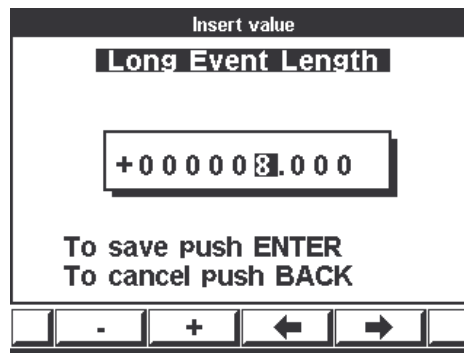 Insert value
Long Event Length
+000008.000
To save push ENTER
To cancel push BACK
- + ← →